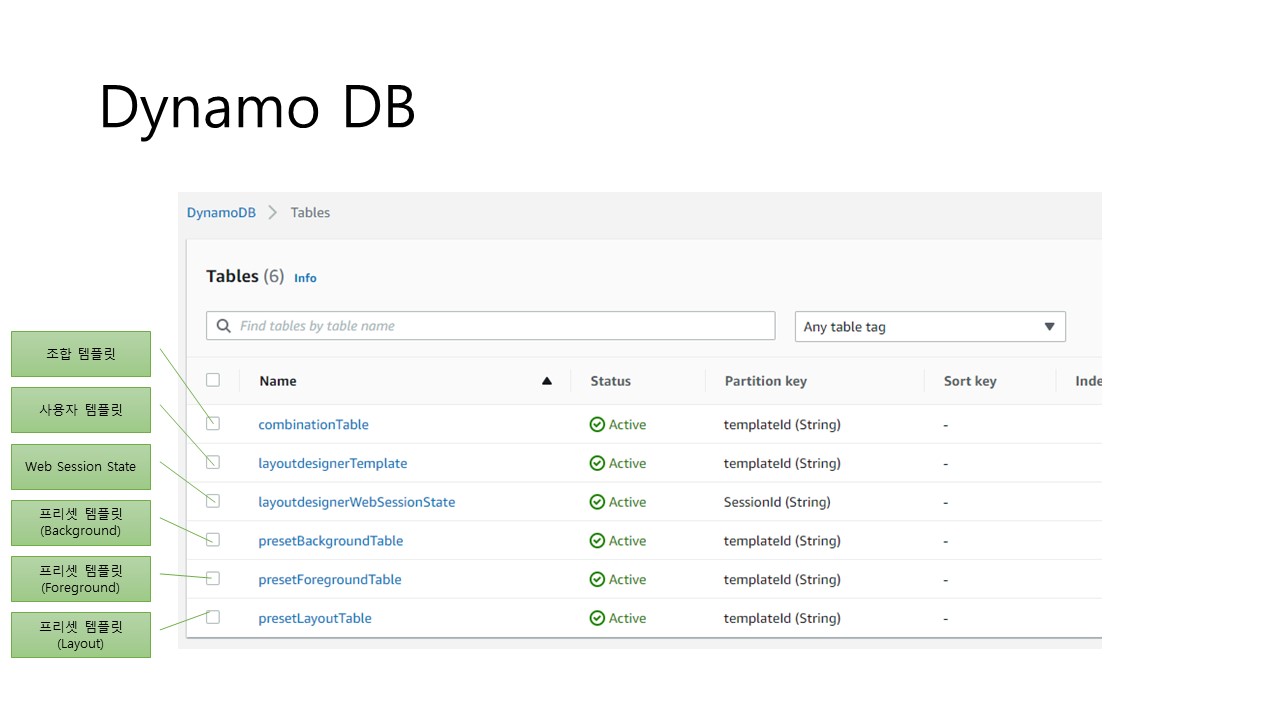 Dynamo DB
DynamoDB Tables
Tables (6) Info
Find tables by table name
Any table tag
Name Status Partition key Sort key Inde
combinationTable Active templateId (String) -
layoutdesignerTemplate Active templateId (String) -
layoutdesignerWebSessionState Active SessionId (String) -
presetBackgroundTable Active templateId (String) -
presetForegroundTable Active templateId (String) -
presetLayoutTable Active templateId (String) -
조합 템플릿
사용자 템플릿
Web Session State
프리셋 템플릿
(Background)
프리셋 템플릿
(Foreground)
프리셋 템플릿
(Layout)